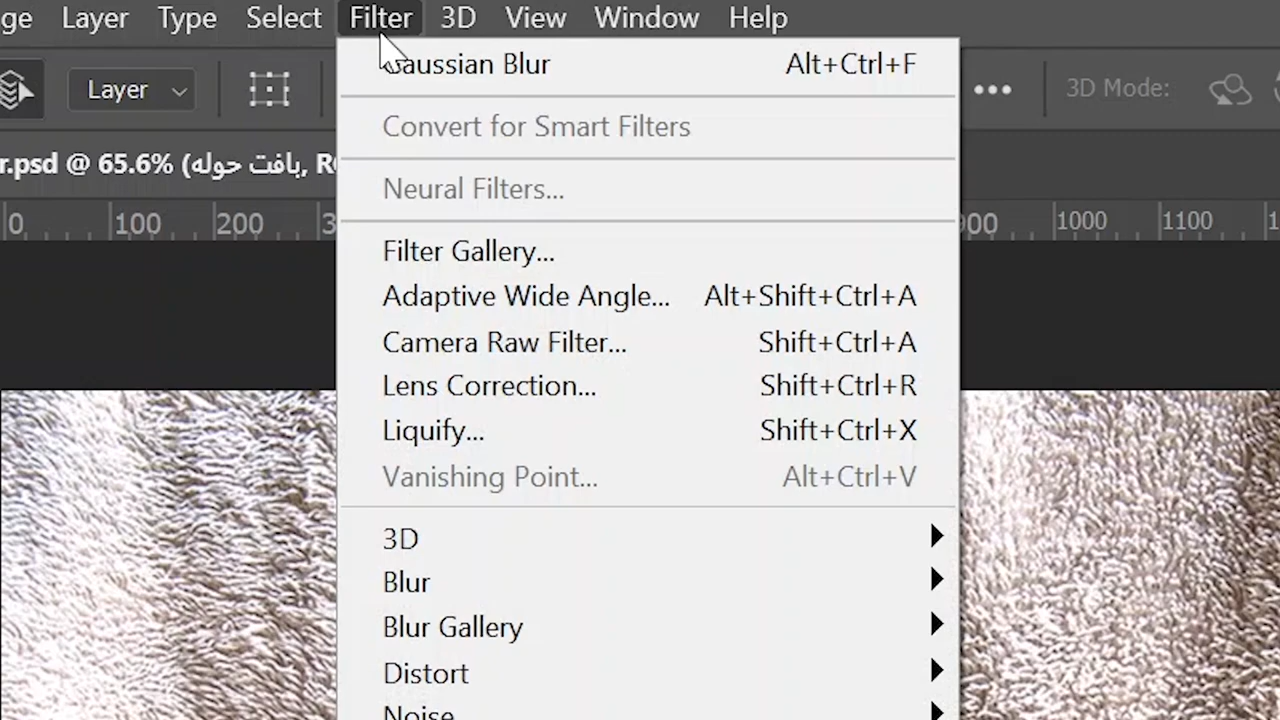 ge Layer Type Select Filter 3D View Window Help
Layer ••• 3D Mode:
r.psd @ 65.6% (بافت حوله, R
0 100 200 3 900 1000 1100 1
Gaussian Blur Alt+Ctrl+F
Convert for Smart Filters
Neural Filters...
Filter Gallery...
Adaptive Wide Angle... Alt+Shift+Ctrl+A
Camera Raw Filter... Shift+Ctrl+A
Lens Correction... Shift+Ctrl+R
Liquify... Shift+Ctrl+X
Vanishing Point... Alt+Ctrl+V
3D
Blur
Blur Gallery
Distort
Noise